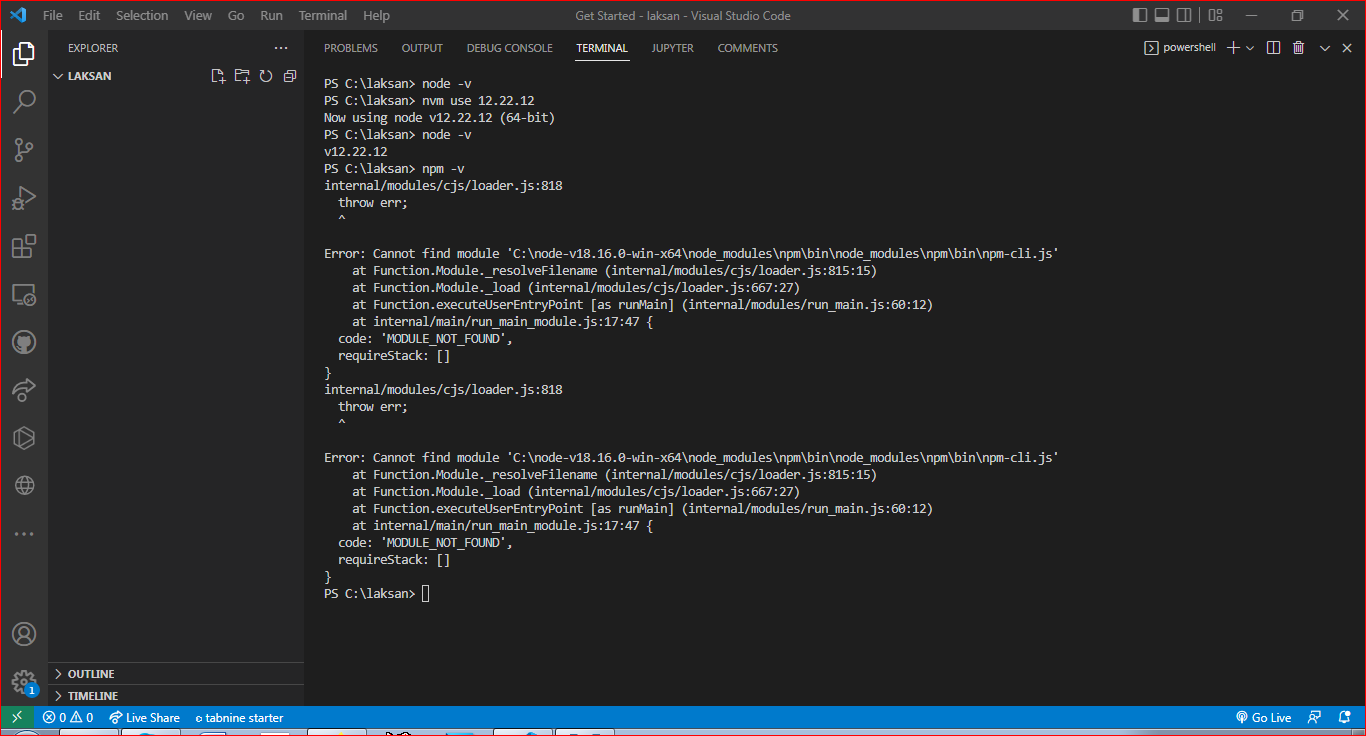 File Edit Selection View Go Run Terminal Help Get Started - laksan - Visual Studio Code
EXPLORER
PROBLEMS OUTPUT DEBUG CONSOLE TERMINAL JUPYTER COMMENTS
powershell
LAKSAN
PS C:\laksan> node -v
PS C:\laksan> nvm use 12.22.12
Now using node v12.22.12 (64-bit)
PS C:\laksan> node -v
v12.22.12
PS C:\laksan> npm -v
internal/modules/cjs/loader.js:818
  throw err;
  ^
Error: Cannot find module 'C:\node-v18.16.0-win-x64\node_modules\npm\bin\node_modules\npm\bin\npm-cli.js'
    at Function.Module._resolveFilename (internal/modules/cjs/loader.js:815:15)
    at Function.Module._load (internal/modules/cjs/loader.js:667:27)
    at Function.executeUserEntryPoint [as runMain] (internal/modules/run_main.js:60:12)
    at internal/main/run_main_module.js:17:47 {
  code: 'MODULE_NOT_FOUND',
  requireStack: []
}
internal/modules/cjs/loader.js:818
  throw err;
  ^
Error: Cannot find module 'C:\node-v18.16.0-win-x64\node_modules\npm\bin\node_modules\npm\bin\npm-cli.js'
    at Function.Module._resolveFilename (internal/modules/cjs/loader.js:815:15)
    at Function.Module._load (internal/modules/cjs/loader.js:667:27)
    at Function.executeUserEntryPoint [as runMain] (internal/modules/run_main.js:60:12)
    at internal/main/run_main_module.js:17:47 {
  code: 'MODULE_NOT_FOUND',
  requireStack: []
}
PS C:\laksan>
OUTLINE
1
TIMELINE
0 0 Live Share tabnine starter Go Live